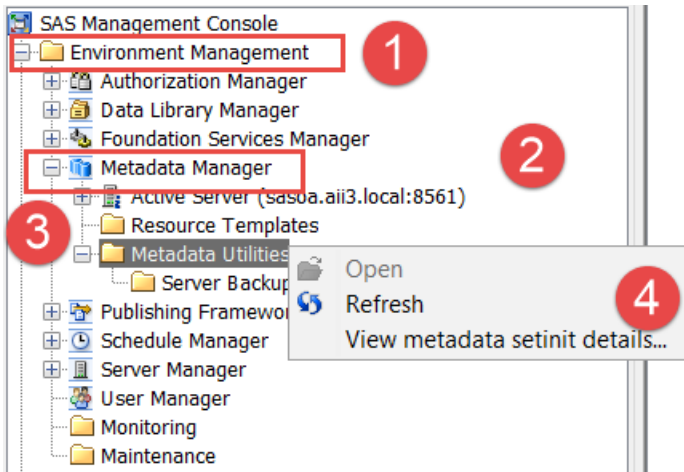 SAS Management Console
Environment Management
1
Authorization Manager
Data Library Manager
Foundation Services Manager
Metadata Manager
2
Active Server (sasoa.aii3.local:8561)
3
Resource Templates
Metadata Utilities
Open
Server Backup
Refresh
4
Publishing Framewo
View metadata setinit details...
Schedule Manager
Server Manager
User Manager
Monitoring
Maintenance